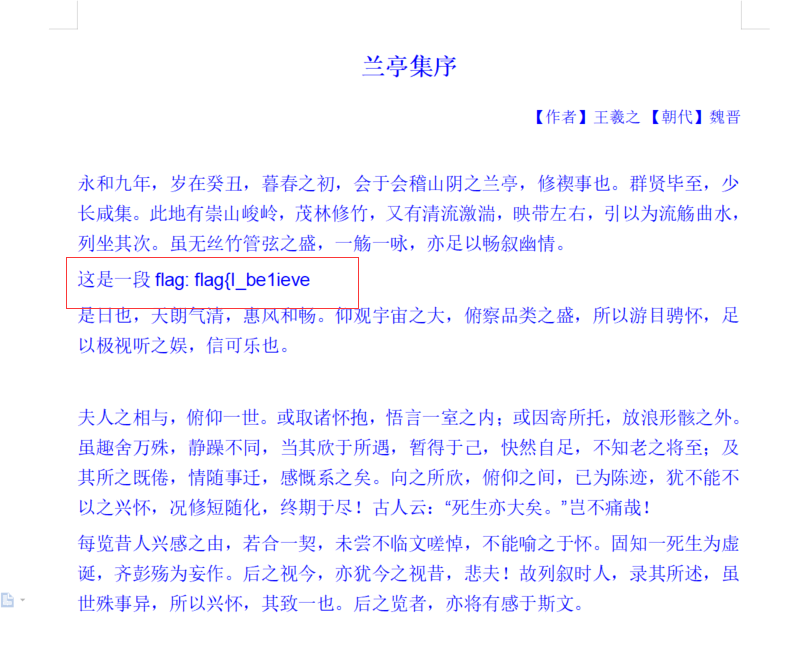 兰亭集序
【作者】王羲之 【朝代】魏晋
永和九年，岁在癸丑，暮春之初，会于会稽山阴之兰亭，修禊事也。群贤毕至，少
长咸集。此地有崇山峻岭，茂林修竹，又有清流激湍，映带左右，引以为流觞曲水，
列坐其次。虽无丝竹管弦之盛，一觞一咏，亦足以畅叙幽情。
这是一段 flag: flag{I_be1ieve
是日也，天朗气清，惠风和畅。仰观宇宙之大，俯察品类之盛，所以游目骋怀，足
以极视听之娱，信可乐也。
夫人之相与，俯仰一世。或取诸怀抱，悟言一室之内；或因寄所托，放浪形骸之外。
虽趣舍万殊，静躁不同，当其欣于所遇，暂得于己，快然自足，不知老之将至；及
其所之既倦，情随事迁，感慨系之矣。向之所欣，俯仰之间，已为陈迹，犹不能不
以之兴怀，况修短随化，终期于尽！古人云：“死生亦大矣。”岂不痛哉！
每览昔人兴感之由，若合一契，未尝不临文嗟悼，不能喻之于怀。固知一死生为虚
诞，齐彭殇为妄作。后之视今，亦犹今之视昔，悲夫！故列叙时人，录其所述，虽
世殊事异，所以兴怀，其致一也。后之览者，亦将有感于斯文。